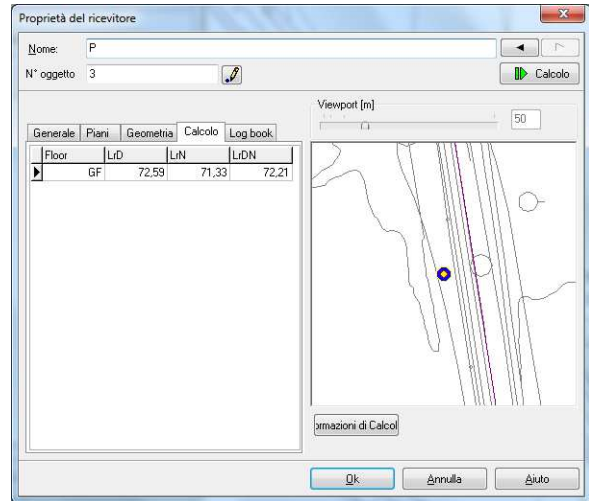 Proprietà del ricevitore
Nome: P
N° oggetto 3 Calcolo
Viewport [m]
50
Generale Piani Geometria Calcolo Log book
Floor LrD LrN LrDN
GF 72,59 71,33 72,21
ormazioni di Calcol
Ok Annulla Aiuto